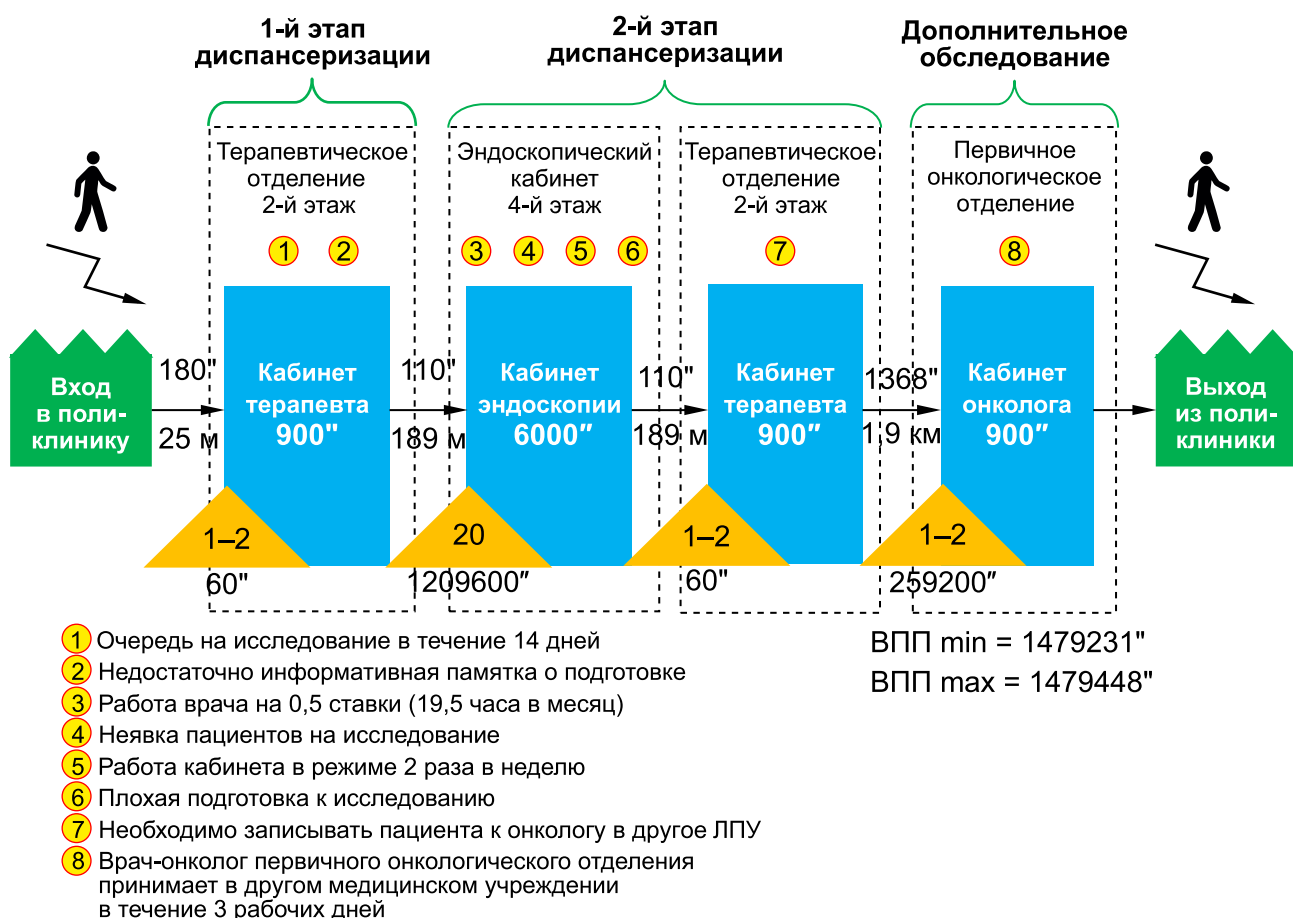 1-й этап
диспансеризации
2-й этап
диспансеризации
Дополнительное
обследование
Терапевтическое
отделение
2-й этаж
Эндоскопический
кабинет
4-й этаж
Терапевтическое
отделение
2-й этаж
Первичное
онкологическое
отделение
1
2
3
4
5
6
7
8
Вход
в поли-
клинику
180"
25 м
Кабинет
терапевта
900"
110"
189 м
Кабинет
эндоскопии
6000″
110"
189 м
Кабинет
терапевта
900″
1368"
1,9 км
Кабинет
онколога
900″
Выход
из поли-
клиники
1–2
60"
20
1209600″
1–2
60"
1–2
259200″
1 Очередь на исследование в течение 14 дней
2 Недостаточно информативная памятка о подготовке
3 Работа врача на 0,5 ставки (19,5 часа в месяц)
4 Неявка пациентов на исследование
5 Работа кабинета в режиме 2 раза в неделю
6 Плохая подготовка к исследованию
7 Необходимо записывать пациента к онкологу в другое ЛПУ
8 Врач-онколог первичного онкологического отделения
принимает в другом медицинском учреждении
в течение 3 рабочих дней
ВПП min = 1479231"
ВПП max = 1479448"